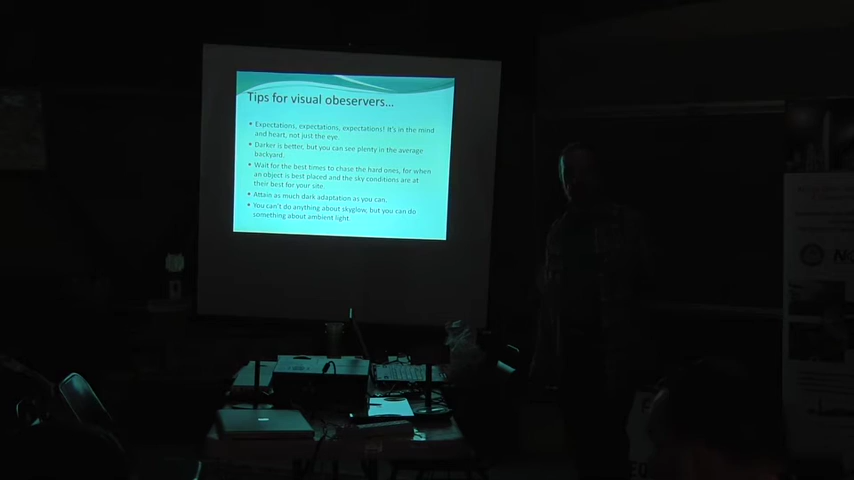 Tips for visual obeservers...
• Expectations, expectations, expectations! It's in the mind
and heart, not just the eye.
• Darker is better, but you can see plenty in the average
backyard.
• Wait for the best times to chase the hard ones, for when
an object is best placed and the sky conditions are at
their best for your site.
• Attain as much dark adaptation as you can.
• You can't do anything about skyglow, but you can do
something about ambient light